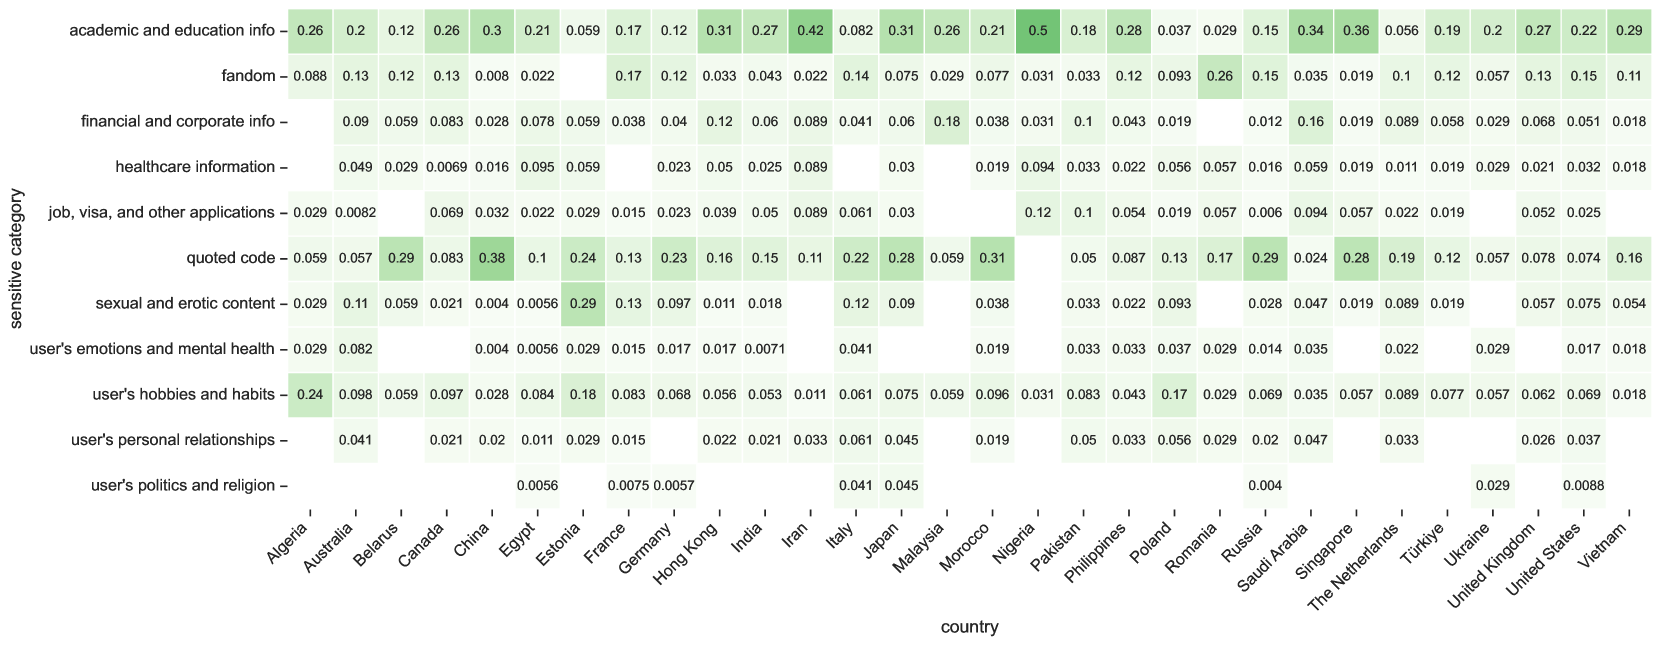 academic and education info 0.26 0.2 0.12 0.26 0.3 0.21 0.059 0.17 0.12 0.31 0.27 0.42 0.082 0.31 0.26 0.21 0.5 0.18 0.28 0.037 0.029 0.15 0.34 0.36 0.056 0.19 0.2 0.27 0.22 0.29
fandom 0.088 0.13 0.12 0.13 0.008 0.022 0.17 0.12 0.033 0.043 0.022 0.14 0.075 0.029 0.077 0.031 0.033 0.12 0.093 0.26 0.15 0.035 0.019 0.1 0.12 0.057 0.13 0.15 0.11
financial and corporate info 0.09 0.059 0.083 0.028 0.078 0.059 0.038 0.04 0.12 0.06 0.089 0.041 0.06 0.18 0.038 0.031 0.1 0.043 0.019 0.012 0.16 0.019 0.089 0.058 0.029 0.068 0.051 0.018
healthcare information 0.049 0.029 0.0069 0.016 0.095 0.059 0.023 0.05 0.025 0.089 0.03 0.019 0.094 0.033 0.022 0.056 0.057 0.016 0.059 0.019 0.011 0.019 0.029 0.021 0.032 0.018
job, visa, and other applications 0.029 0.0082 0.069 0.032 0.022 0.029 0.015 0.023 0.039 0.05 0.089 0.061 0.03 0.12 0.1 0.054 0.019 0.057 0.006 0.094 0.057 0.022 0.019 0.052 0.025
quoted code 0.059 0.057 0.29 0.083 0.38 0.1 0.24 0.13 0.23 0.16 0.15 0.11 0.22 0.28 0.059 0.31 0.05 0.087 0.13 0.17 0.29 0.024 0.28 0.19 0.12 0.057 0.078 0.074 0.16
sexual and erotic content 0.029 0.11 0.059 0.021 0.004 0.0056 0.29 0.13 0.097 0.011 0.018 0.12 0.09 0.038 0.033 0.022 0.093 0.028 0.047 0.019 0.089 0.019 0.057 0.075 0.054
user's emotions and mental health 0.029 0.082 0.004 0.0056 0.029 0.015 0.017 0.017 0.0071 0.041 0.019 0.033 0.033 0.037 0.029 0.014 0.035 0.022 0.029 0.017 0.018
user's hobbies and habits 0.24 0.098 0.059 0.097 0.028 0.084 0.18 0.083 0.068 0.056 0.053 0.011 0.061 0.075 0.059 0.096 0.031 0.083 0.043 0.17 0.029 0.069 0.035 0.057 0.089 0.077 0.057 0.062 0.069 0.018
user's personal relationships 0.041 0.021 0.02 0.011 0.029 0.015 0.022 0.021 0.033 0.061 0.045 0.019 0.05 0.033 0.056 0.029 0.02 0.047 0.033 0.026 0.037
user's politics and religion 0.0056 0.0075 0.0057 0.041 0.045 0.004 0.029 0.0088
sensitive category
Algeria Australia Belarus Canada China Egypt Estonia France Germany Hong Kong India Iran Italy Japan Malaysia Morocco Nigeria Pakistan Philippines Poland Romania Russia Saudi Arabia Singapore The Netherlands Türkiye Ukraine United Kingdom United States Vietnam
country